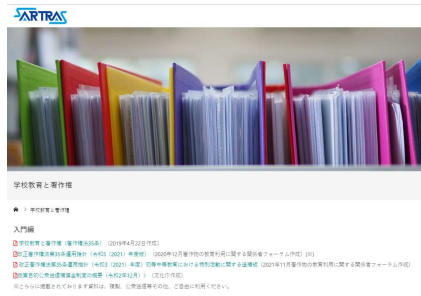 SARTRAS
学校教育と著作権
学校教育と著作権
入門編
学校教育と著作権（著作権法35条）（2019年4月22日作成）
改正著作権法第35条運用指針（令和3（2021）年度版）（2020年12月著作物の教育利用に関する関係者フォーラム作成）
改正著作権法第35条運用指針（令和3（2021）年度）初等中等教育における特別活動に関する追補版（2021年11月著作物の教育利用に関する関係者フォーラム作成）
授業目的公衆送信補償金制度の概要（令和2年12月）（文化庁作成）
※こちらに掲載されております資料は、複製、公衆送信等その他、ご自由に利用ください。